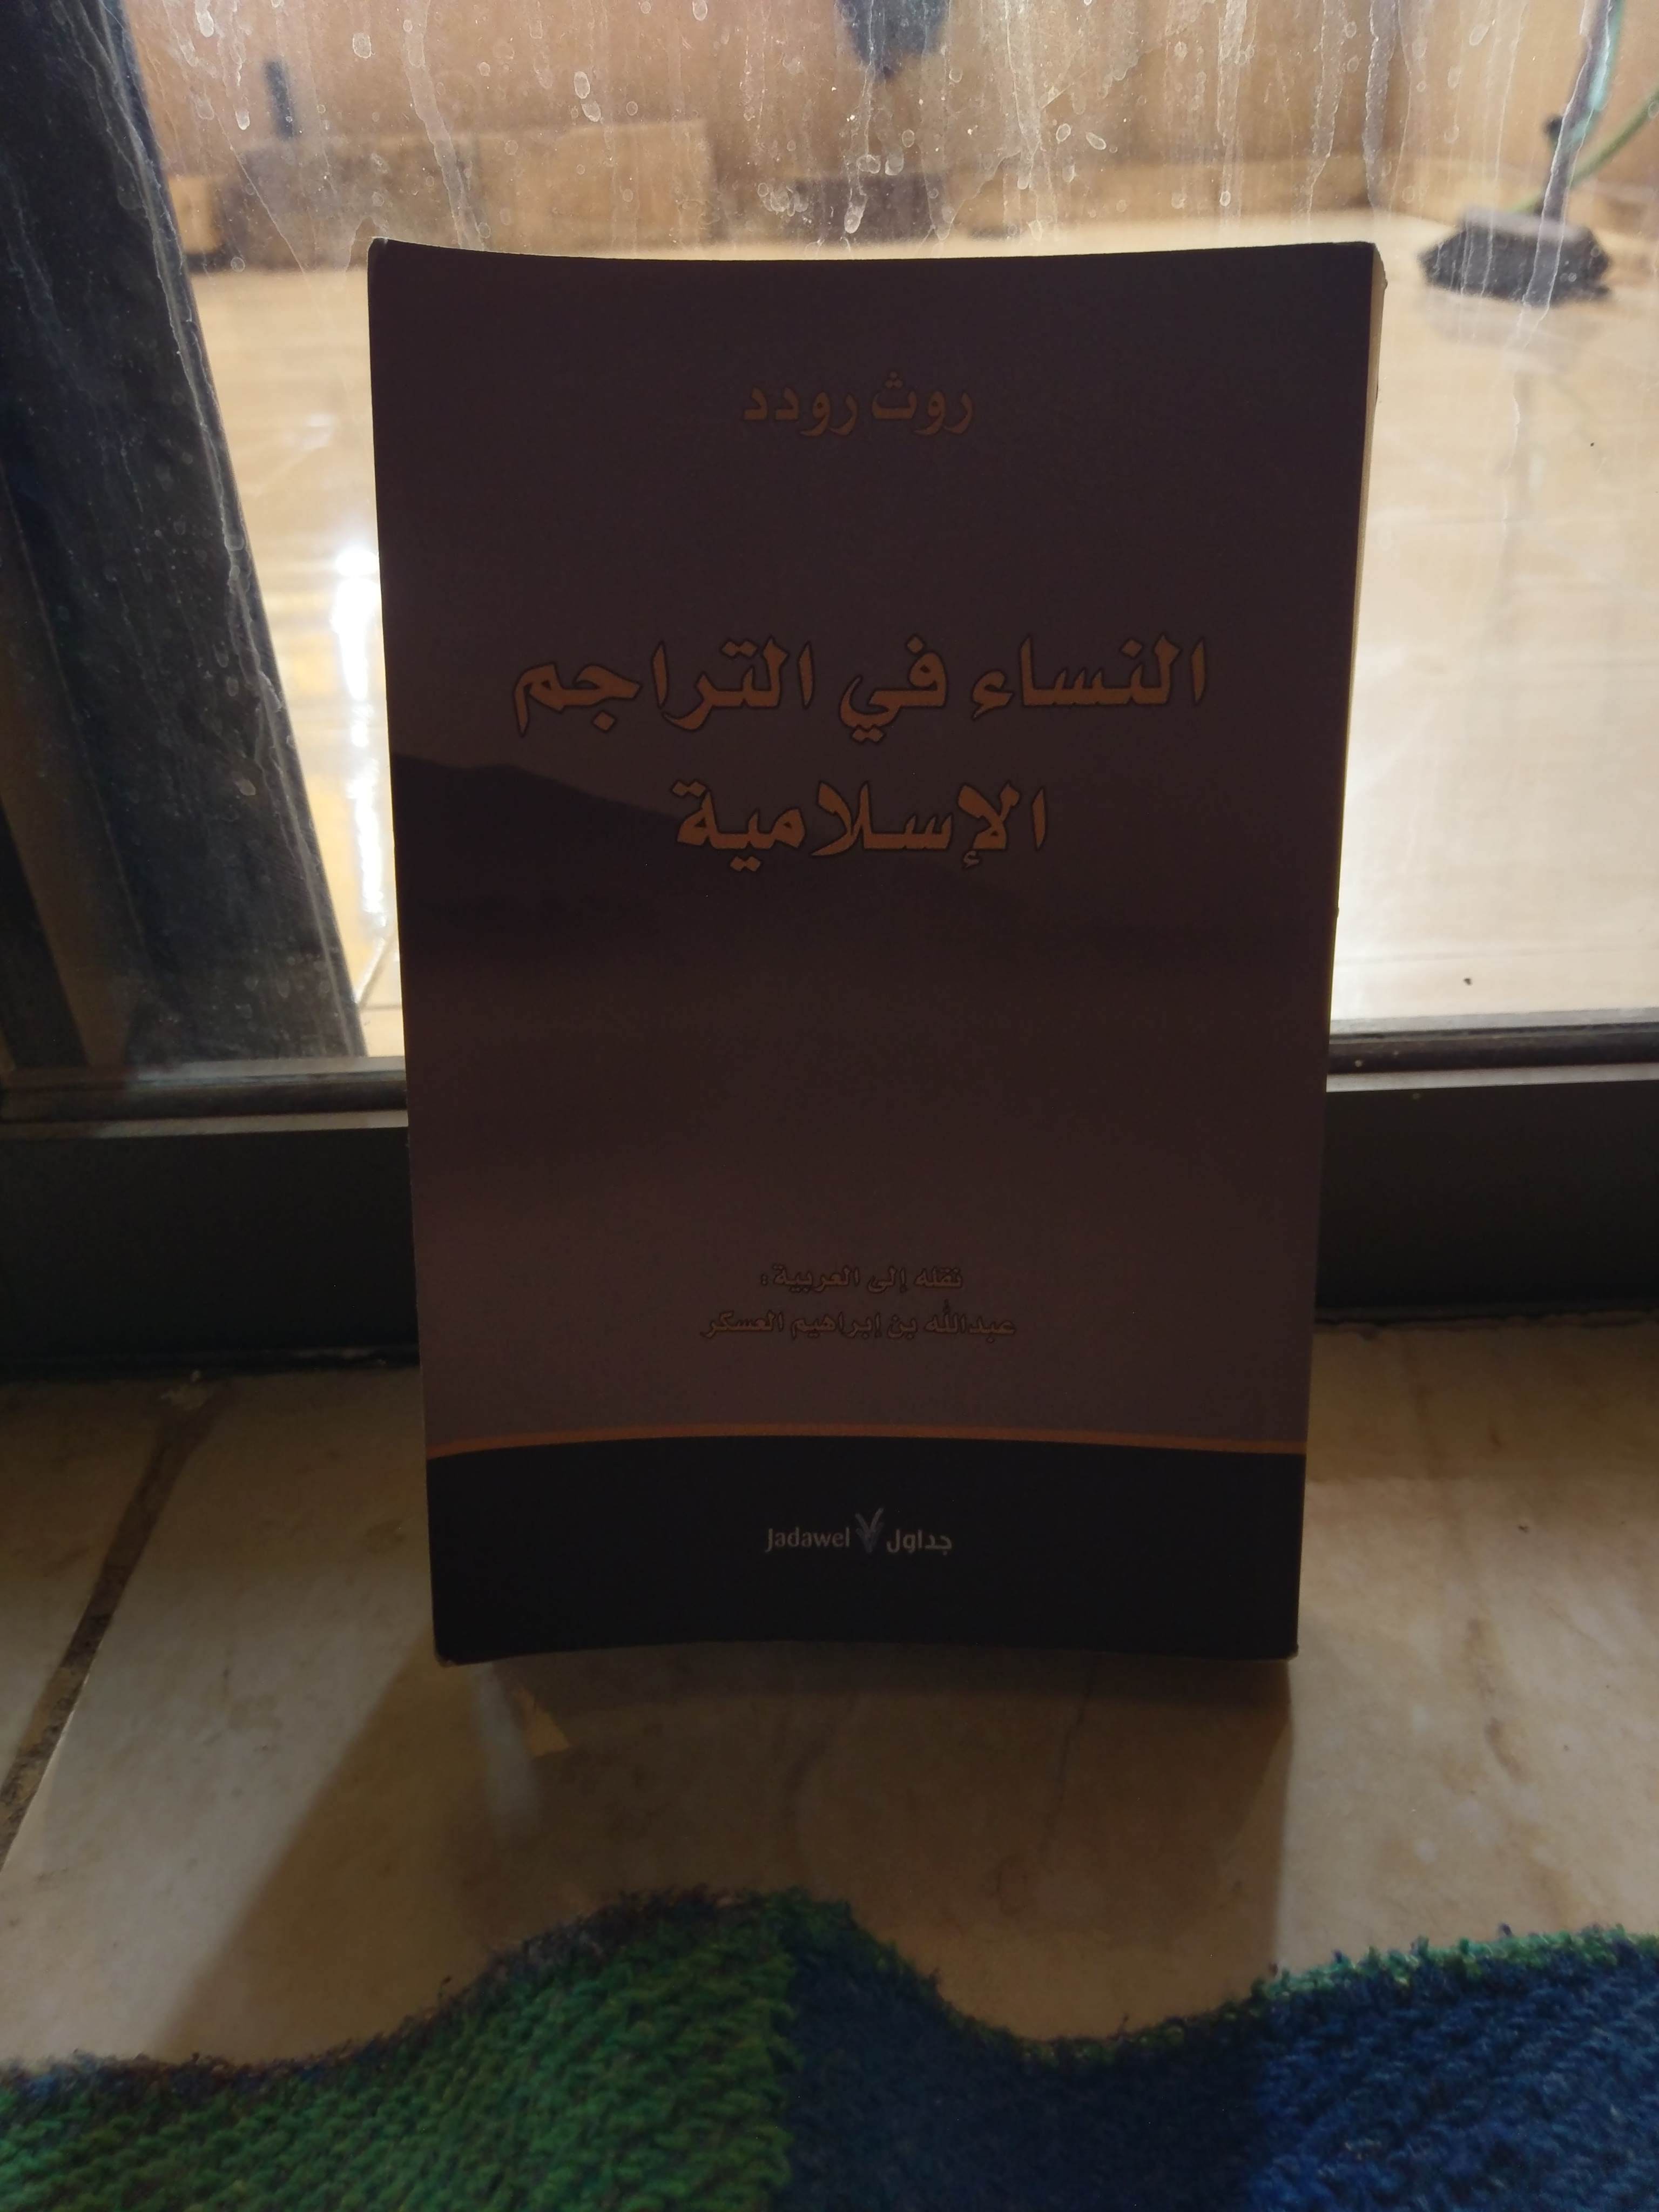 روث رودد
النساء في التراجم
الإسلامية
نقله إلى العربية:
عبدالله بن إبراهيم العسكر
جداول Jadawel